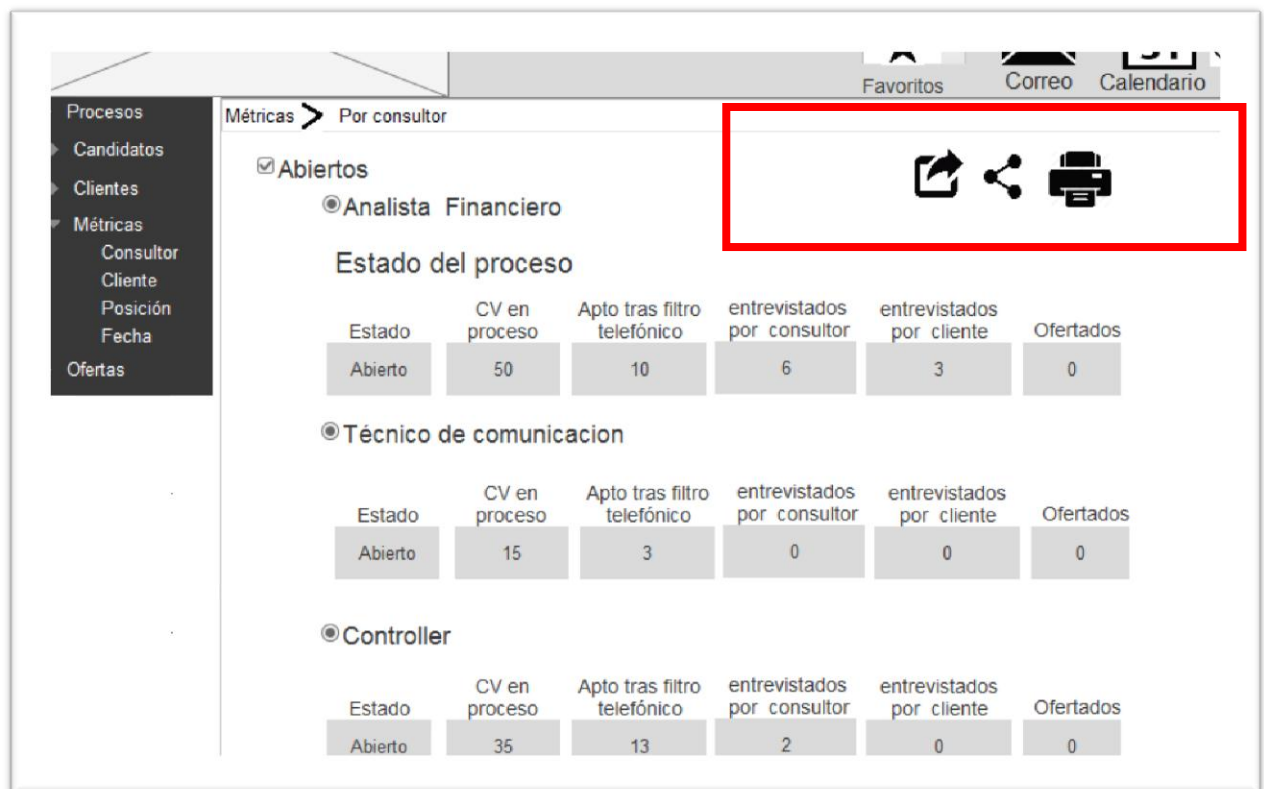 Favoritos Correo Calendario
Procesos
Candidatos
Clientes
Métricas
Consultor
Cliente
Posición
Fecha
Ofertas
Métricas > Por consultor
Abiertos
Analista Financiero
Estado del proceso
Estado CV en proceso Apto tras filtro telefónico entrevistados por consultor entrevistados por cliente Ofertados
Abierto 50 10 6 3 0
Técnico de comunicacion
Estado CV en proceso Apto tras filtro telefónico entrevistados por consultor entrevistados por cliente Ofertados
Abierto 15 3 0 0 0
Controller
Estado CV en proceso Apto tras filtro telefónico entrevistados por consultor entrevistados por cliente Ofertados
Abierto 35 13 2 0 0